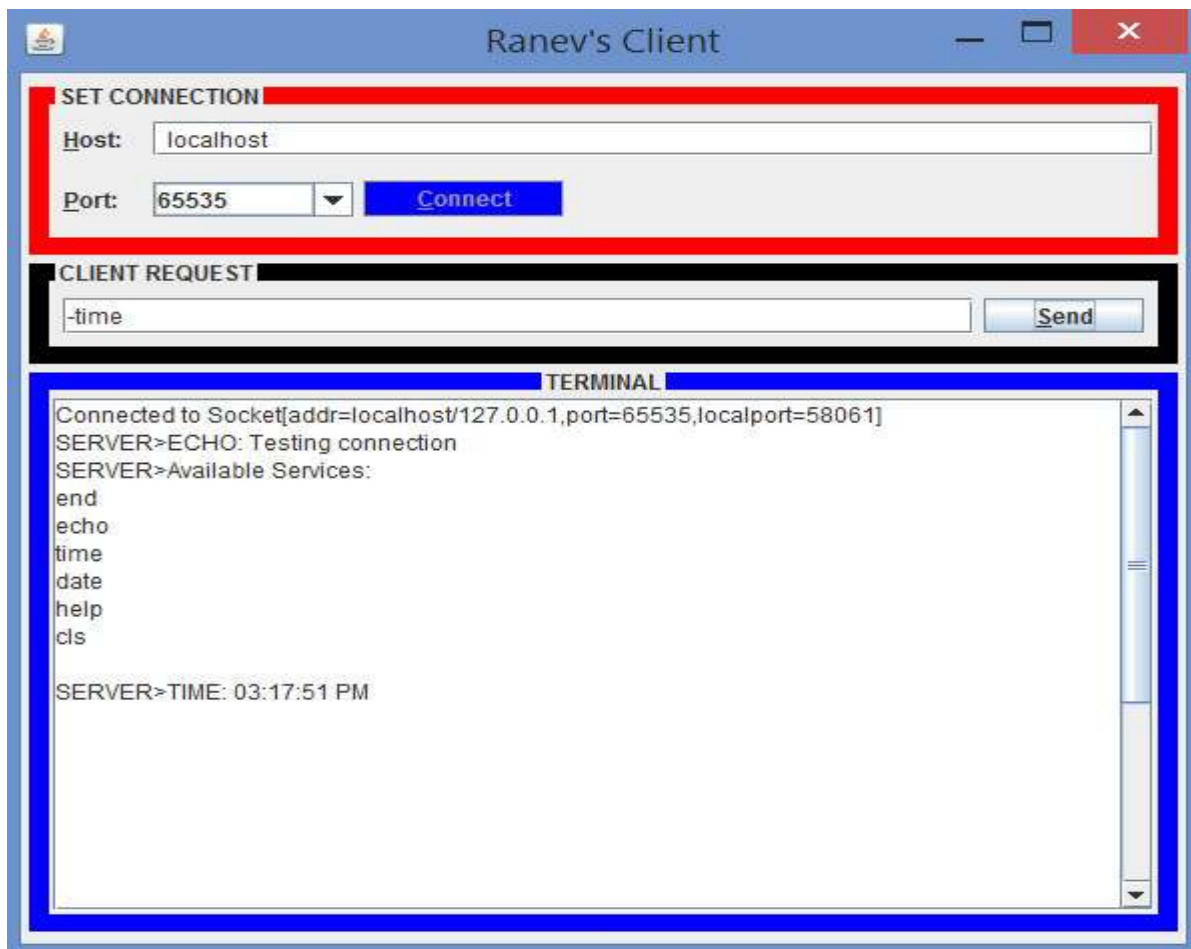 Ranev's Client
SET CONNECTION
Host: localhost
Port: 65535 Connect
CLIENT REQUEST
-time Send
TERMINAL
Connected to Socket[addr=localhost/127.0.0.1,port=65535,localport=58061]
SERVER>ECHO: Testing connection
SERVER>Available Services:
end
echo
time
date
help
cls
SERVER>TIME: 03:17:51 PM